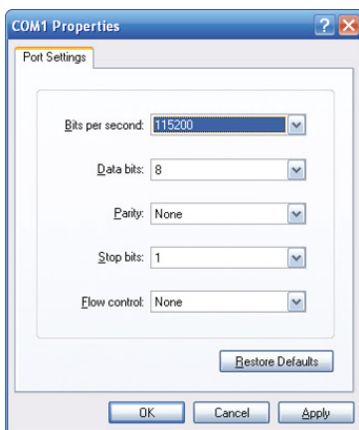 COM1 Properties
Port Settings
Bits per second: 115200
Data bits: 8
Parity: None
Stop bits: 1
Flow control: None
Restore Defaults
OK Cancel Apply